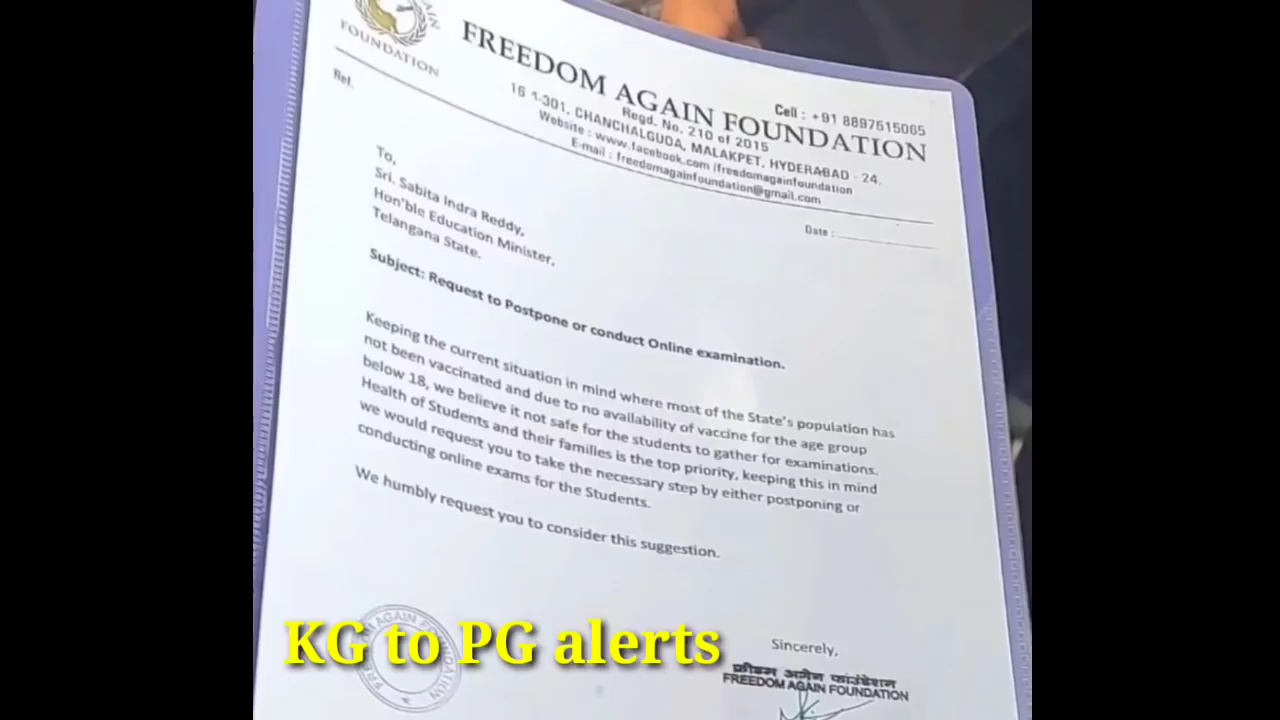 AGAIN
FOUNDATION
FREEDOM AGAIN FOUNDATION
Cell : +91 8897515065
Regd. No. 210 of 2015
16 1-301, CHANCHALGUDA, MALAKPET, HYDERABAD - 24.
Website : www.facebook.com /freedomagainfoundation
E-mail : freedomagainfoundation@gmail.com
Ref.
Date :
To,
Sri. Sabita Indra Reddy,
Hon'ble Education Minister,
Telangana State.
Subject: Request to Postpone or conduct Online examination.
Keeping the current situation in mind where most of the State's population has
not been vaccinated and due to no availability of vaccine for the age group
below 18, we believe it not safe for the students to gather for examinations.
Health of Students and their families is the top priority, keeping this in mind
we would request you to take the necessary step by either postponing or
conducting online exams for the Students.
We humbly request you to consider this suggestion.
KG to PG alerts
Sincerely,
फ्रीडम अगेन फाउंडेशन
FREEDOM AGAIN FOUNDATION